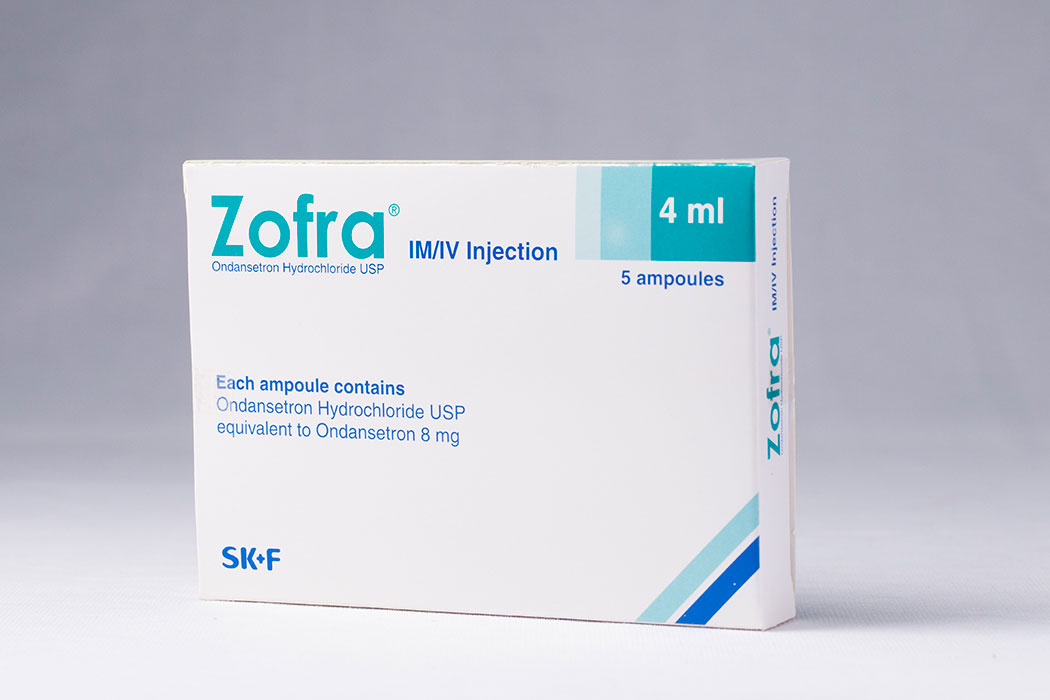 Zofra®
IM/IV Injection
Ondansetron Hydrochloride USP
4 ml
5 ampoules
Each ampoule contains
Ondansetron Hydrochloride USP
equivalent to Ondansetron 8 mg
SK+F
Zofra®
IM/IV Injection